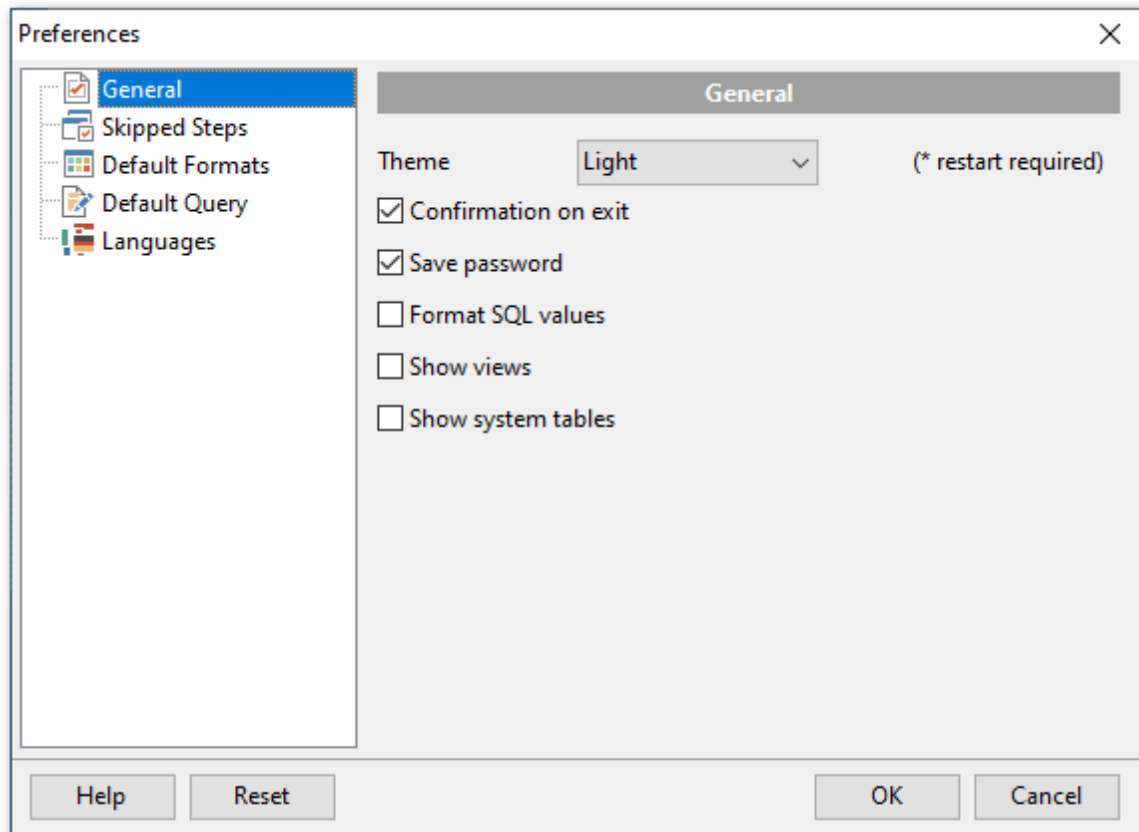 Preferences
General
Skipped Steps
Default Formats
Default Query
Languages
General
Theme Light (* restart required)
Confirmation on exit
Save password
Format SQL values
Show views
Show system tables
Help Reset OK Cancel